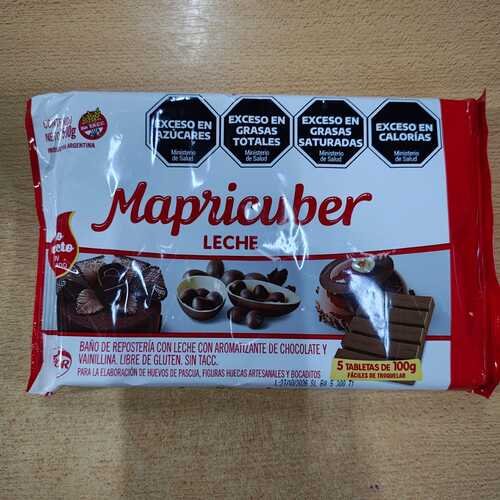 EXCESO EN
AZÚCARES
Ministerio
de Salud
EXCESO EN
GRASAS
TOTALES
Ministerio
de Salud
EXCESO EN
GRASAS
SATURADAS
Ministerio
de Salud
EXCESO EN
CALORÍAS
Ministerio
de Salud
SIN TACC
ARGENTINA
Mapricuber
LECHE
BAÑO DE REPOSTERÍA CON LECHE CON AROMATIZANTE DE CHOCOLATE Y
VAINILLINA. LIBRE DE GLUTEN. SIN TACC.
PARA LA ELABORACIÓN DE HUEVOS DE PASCUA, FIGURAS HUECAS ARTESANALES Y BOCADITOS
5 TABLETAS DE 100g
FÁCILES DE TROQUELAR